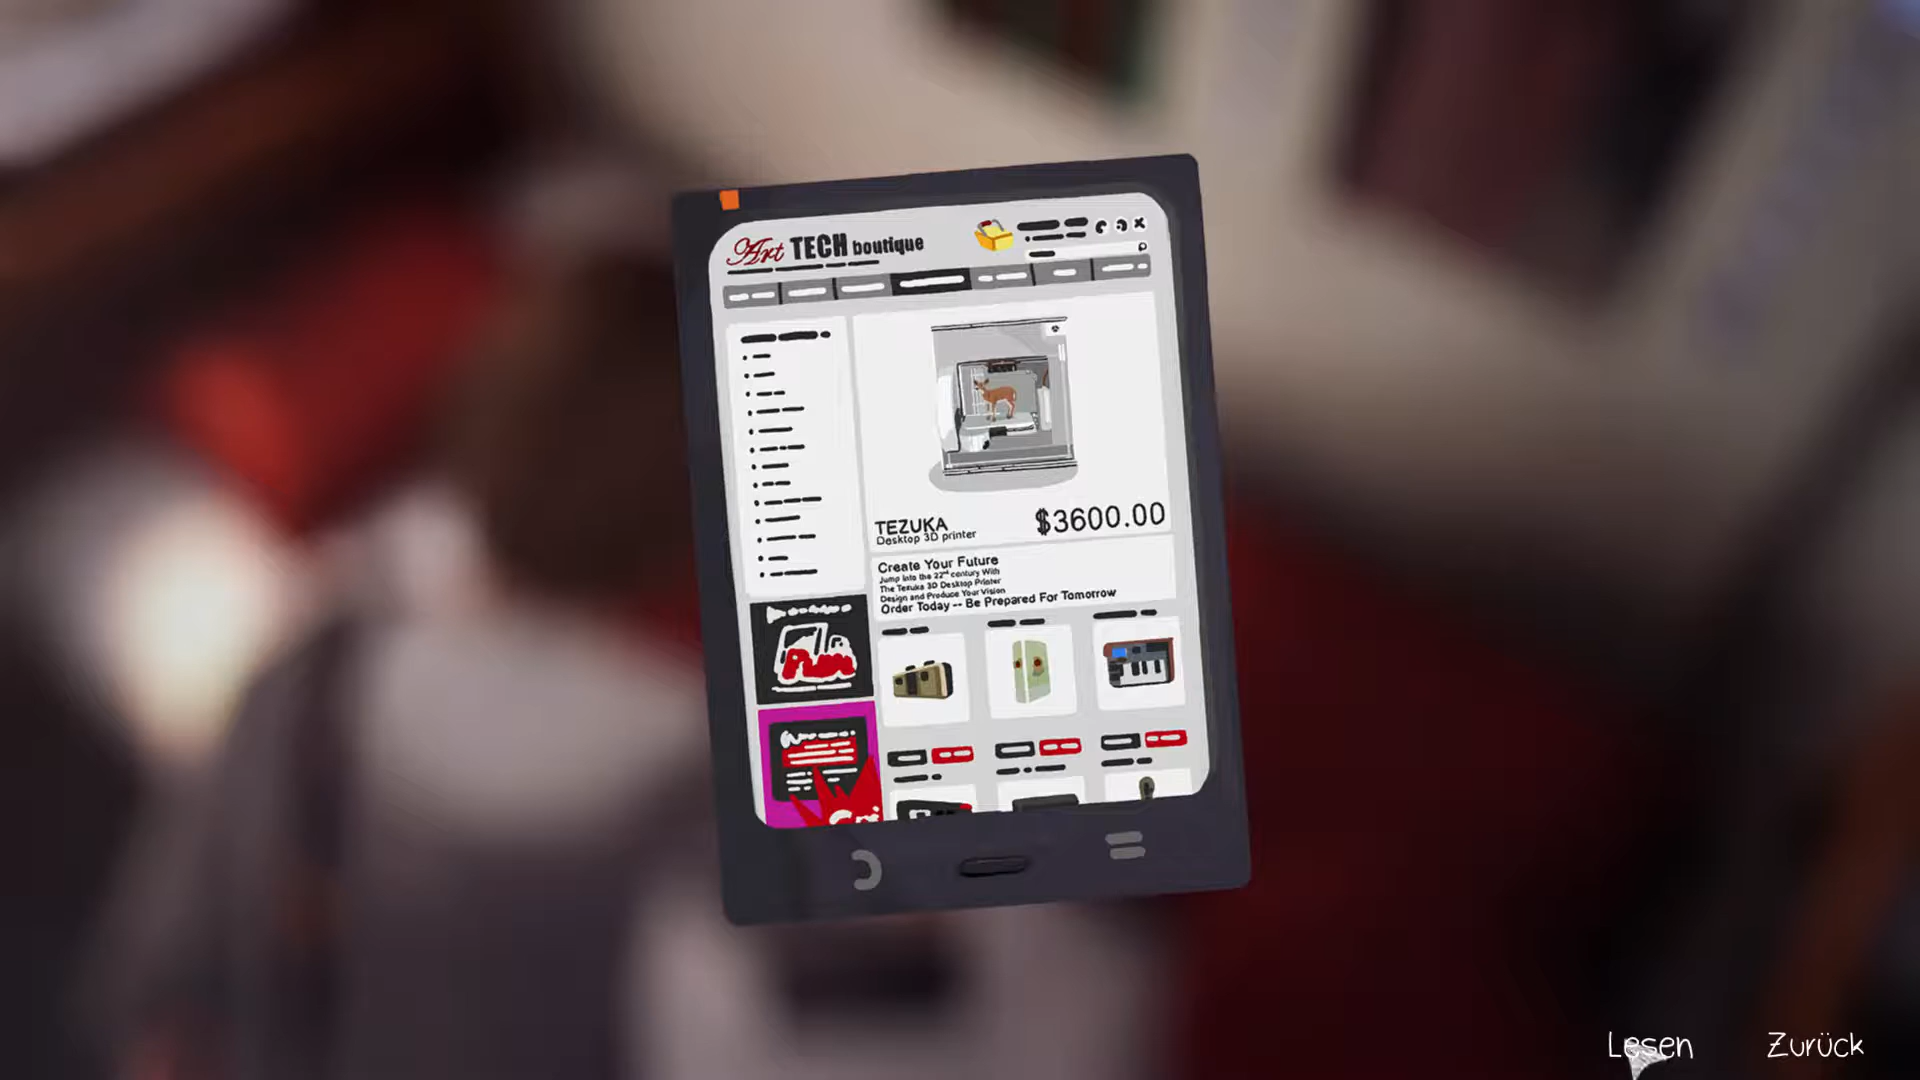 Art TECH boutique
TEZUKA
Desktop 3D printer
$3600.00
Create Your Future
Jump into the 22nd century With
The Tezuka 3D Desktop Printer
Design and Produce Your Vision
Order Today -- Be Prepared For Tomorrow
Lesen
Zurück